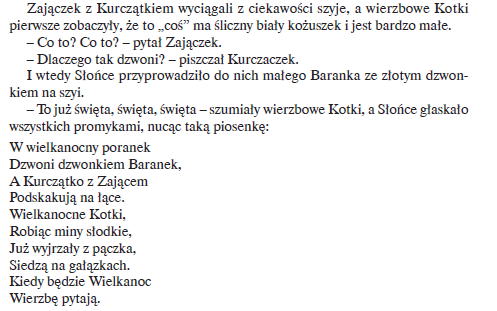 Zajączek z Kurczątkiem wyciągali z ciekawości szyje, a wierzbowe Kotki
pierwsze zobaczyły, że to „coś” ma śliczny biały kożuszek i jest bardzo małe.
– Co to? Co to? – pytał Zajączek.
– Dlaczego tak dzwoni? – piszczał Kurczaczek.
I wtedy Słońce przyprowadziło do nich małego Baranka ze złotym dzwon-
kiem na szyi.
– To już święta, święta, święta – szumiały wierzbowe Kotki, a Słońce głaskało
wszystkich promykami, nucąc taką piosenkę:
W wielkanocny poranek
Dzwoni dzwonkiem Baranek,
A Kurczątko z Zającem
Podskakują na łące.
Wielkanocne Kotki,
Robiąc miny słodkie,
Już wyjrzały z pączka,
Siedzą na gałązkach.
Kiedy będzie Wielkanoc
Wierzbę pytają.